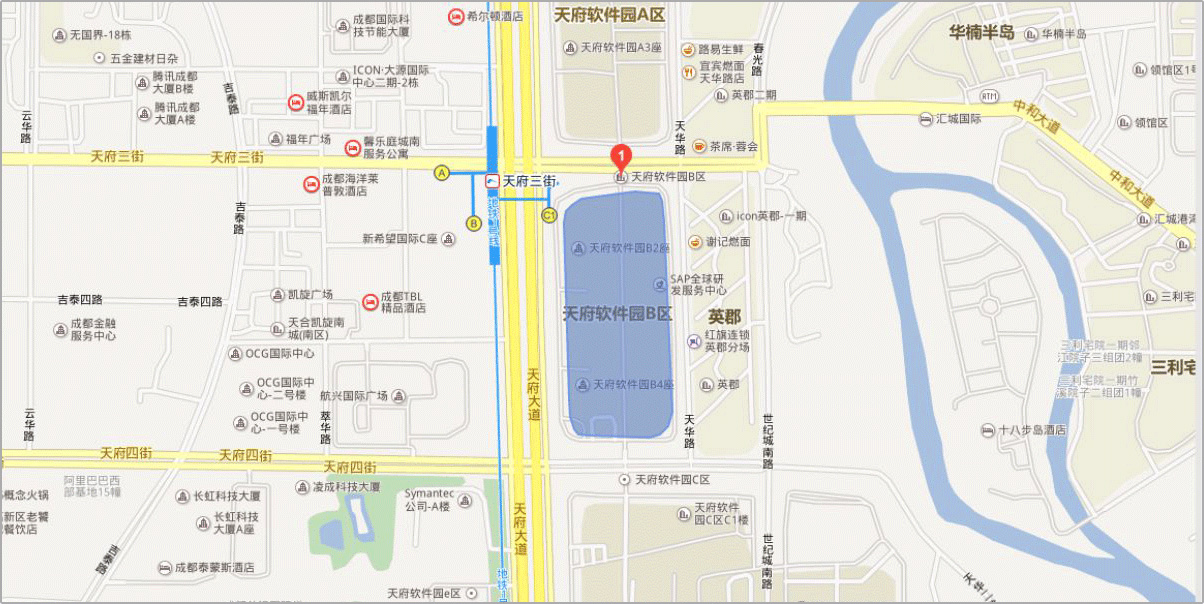 天府软件园A区
希尔顿酒店
成都国际科
技节能大厦
无国界-18栋
华楠半岛
华楠半岛
天府软件园A3座
路易生鲜
春光路
五金建材日杂
宜宾燃面
天华路店
ICON·大源国际
中心二期-2栋
领馆区1号
腾讯成都
大厦B楼
吉泰路
英郡二期
RTM
威斯凯尔
福年酒店
中和大道
腾讯成都
大厦A楼
云华路
汇城国际
领馆区
福年广场
天华路
馨乐庭城南
服务公寓
茶席·蓉会
天府三街
天府三街
1
A
天府三街
天府软件园B区
成都海洋莱
普敦酒店
中和大道
吉泰路
B
地铁1号线
C1
icon英郡-一期
汇城港湾
新希望国际C座
谢记燃面
天府软件园B2座
SAP全球研
发服务中心
吉泰四路
吉泰四路
凯旋广场
成都TBL
精品酒店
三利宅
天府软件园B区
英郡
成都金融
服务中心
天合凯旋南
城(南区)
红旗连锁
英郡分场
OCG国际中心
三利宅院一期邻
江院子三组团2幢
三利宅
天府大道
天府软件园B4座
英郡
三利宅院一期竹
溪院子二组团1幢
OCG国际中
心-二号楼
航兴国际广场
云华路
OCG国际中
心-一号楼
萃华路
天华路
世纪城南路
十八步岛酒店
天府四街
天府四街
天府四街
阿里巴巴西
部基地15幢
凌成科技大厦
天府软件园C区
概念火锅
长虹科技大厦
Symantec
公司-A楼
天府大道
高新区老饕
餐饮店
长虹科技
大厦A座
天府软件
园C区C1楼
吉泰路
成都泰蒙斯酒店
世纪城南路
天府软件园e区